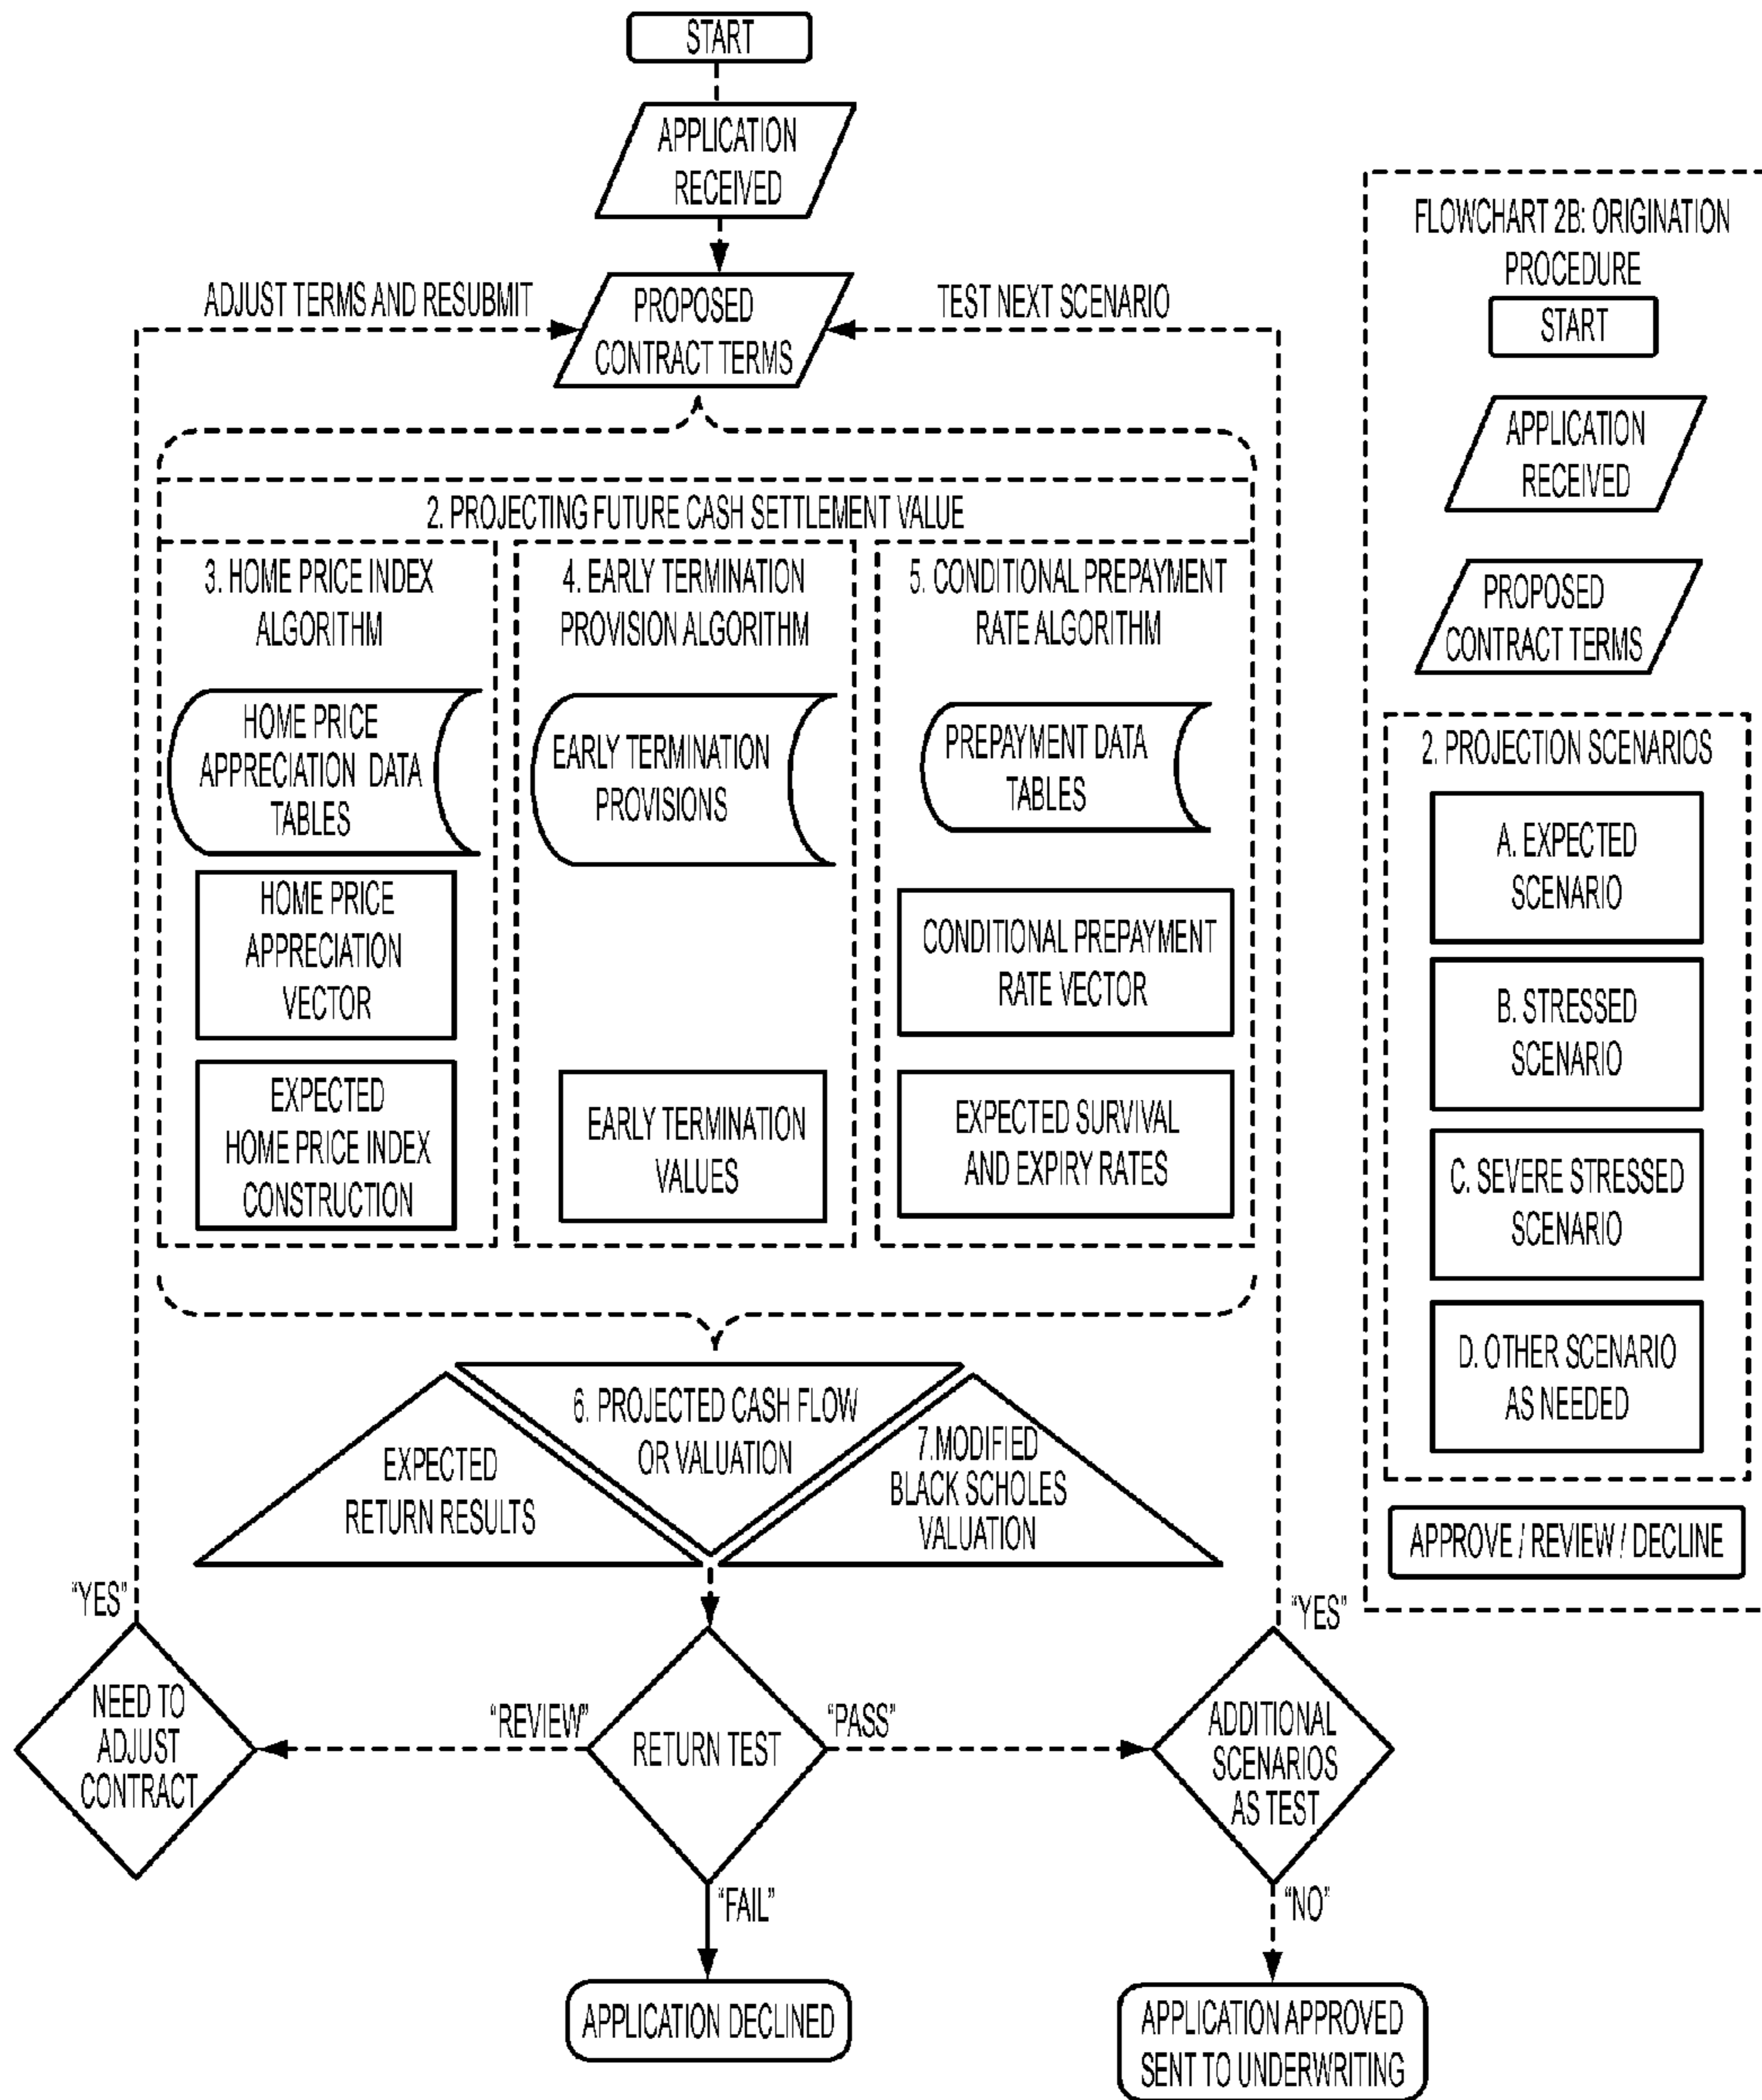 START
APPLICATION
RECEIVED
ADJUST TERMS AND RESUBMIT
PROPOSED
CONTRACT TERMS
TEST NEXT SCENARIO
2. PROJECTING FUTURE CASH SETTLEMENT VALUE
3. HOME PRICE INDEX
ALGORITHM
HOME PRICE
APPRECIATION DATA
TABLES
HOME PRICE
APPRECIATION
VECTOR
EXPECTED
HOME PRICE INDEX
CONSTRUCTION
4. EARLY TERMINATION
PROVISION ALGORITHM
EARLY TERMINATION
PROVISIONS
EARLY TERMINATION
VALUES
5. CONDITIONAL PREPAYMENT
RATE ALGORITHM
PREPAYMENT DATA
TABLES
CONDITIONAL PREPAYMENT
RATE VECTOR
EXPECTED SURVIVAL
AND EXPIRY RATES
EXPECTED
RETURN RESULTS
6. PROJECTED CASH FLOW
OR VALUATION
7.MODIFIED
BLACK SCHOLES
VALUATION
"YES"
NEED TO
ADJUST
CONTRACT
"REVIEW"
RETURN TEST
"PASS"
"YES"
ADDITIONAL
SCENARIOS
AS TEST
"FAIL"
"NO"
APPLICATION DECLINED
APPLICATION APPROVED
SENT TO UNDERWRITING
FLOWCHART 2B: ORIGINATION
PROCEDURE
START
APPLICATION
RECEIVED
PROPOSED
CONTRACT TERMS
2. PROJECTION SCENARIOS
A. EXPECTED
SCENARIO
B. STRESSED
SCENARIO
C. SEVERE STRESSED
SCENARIO
D. OTHER SCENARIO
AS NEEDED
APPROVE / REVIEW / DECLINE